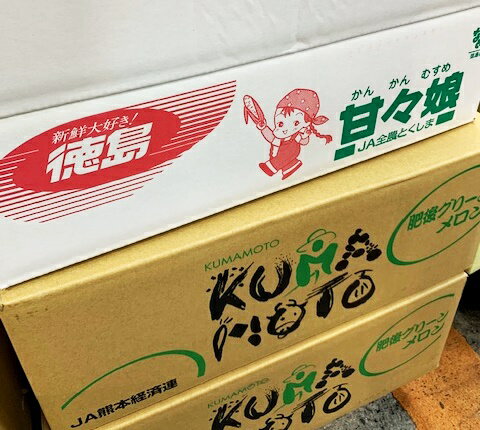 新鮮大好き!
徳島
かん かん むすめ
甘々娘
JA全農とくしま
KUMAMOTO
KUMA
MOTO
肥後グリーン
メロン
JA熊本経済連
KUMAMOTO
KUMA
肥後グリーン
メロン